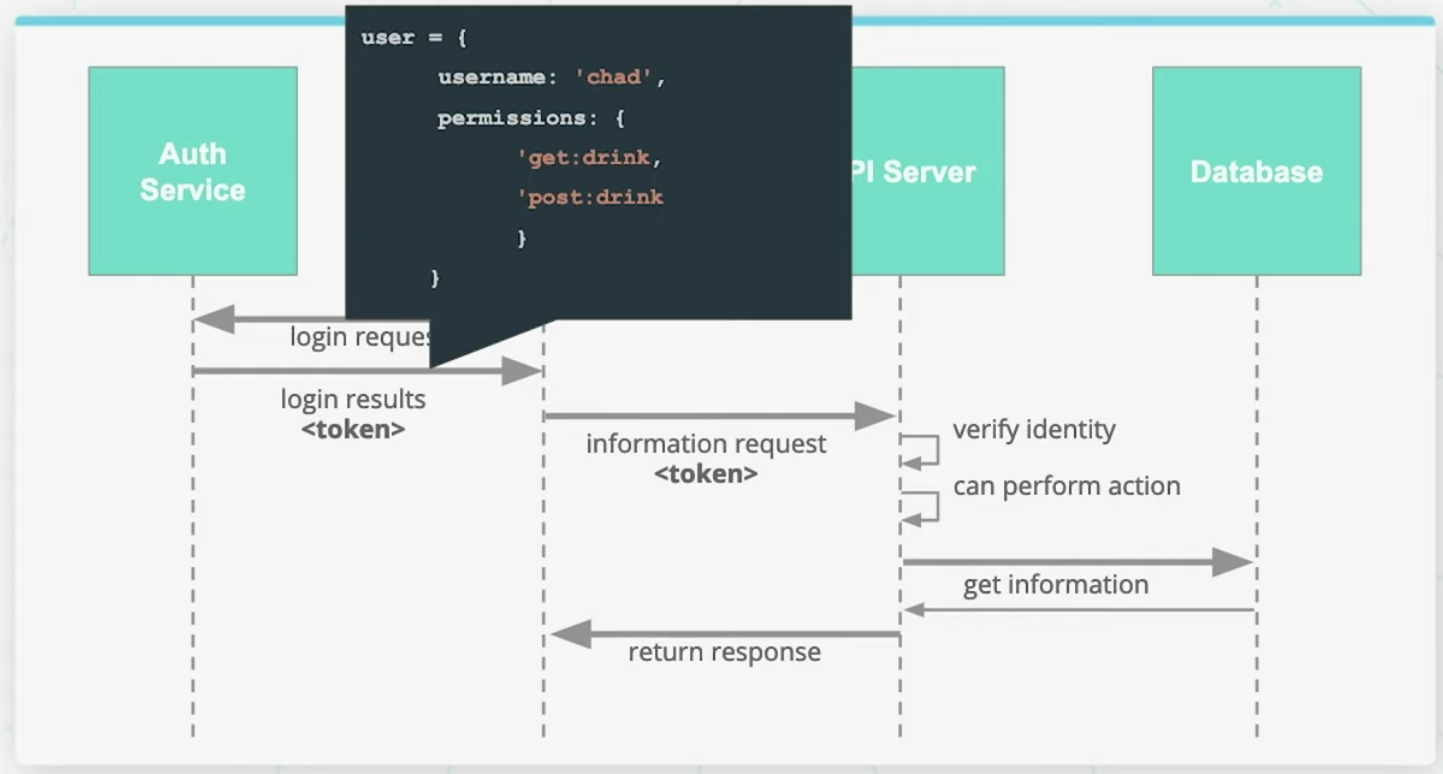 user = {
username: 'chad',
permissions: {
'get:drink,
'post:drink
}
}
Auth
Service
PI Server
Database
login reques
login results
<token>
information request
<token>
verify identity
can perform action
get information
return response